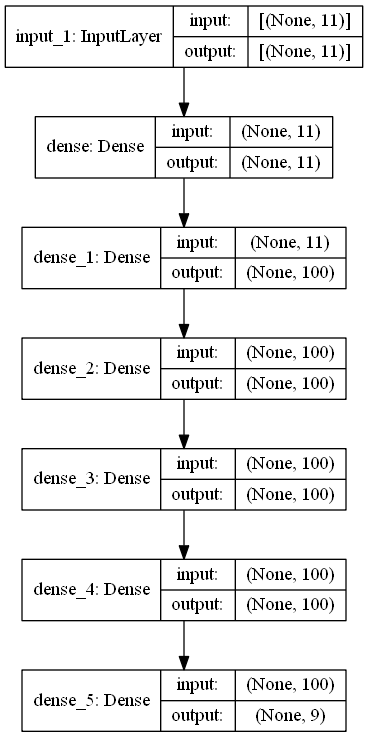 input_1: InputLayer
input: [(None, 11)]
output: [(None, 11)]
dense: Dense
input: (None, 11)
output: (None, 11)
dense_1: Dense
input: (None, 11)
output: (None, 100)
dense_2: Dense
input: (None, 100)
output: (None, 100)
dense_3: Dense
input: (None, 100)
output: (None, 100)
dense_4: Dense
input: (None, 100)
output: (None, 100)
dense_5: Dense
input: (None, 100)
output: (None, 9)